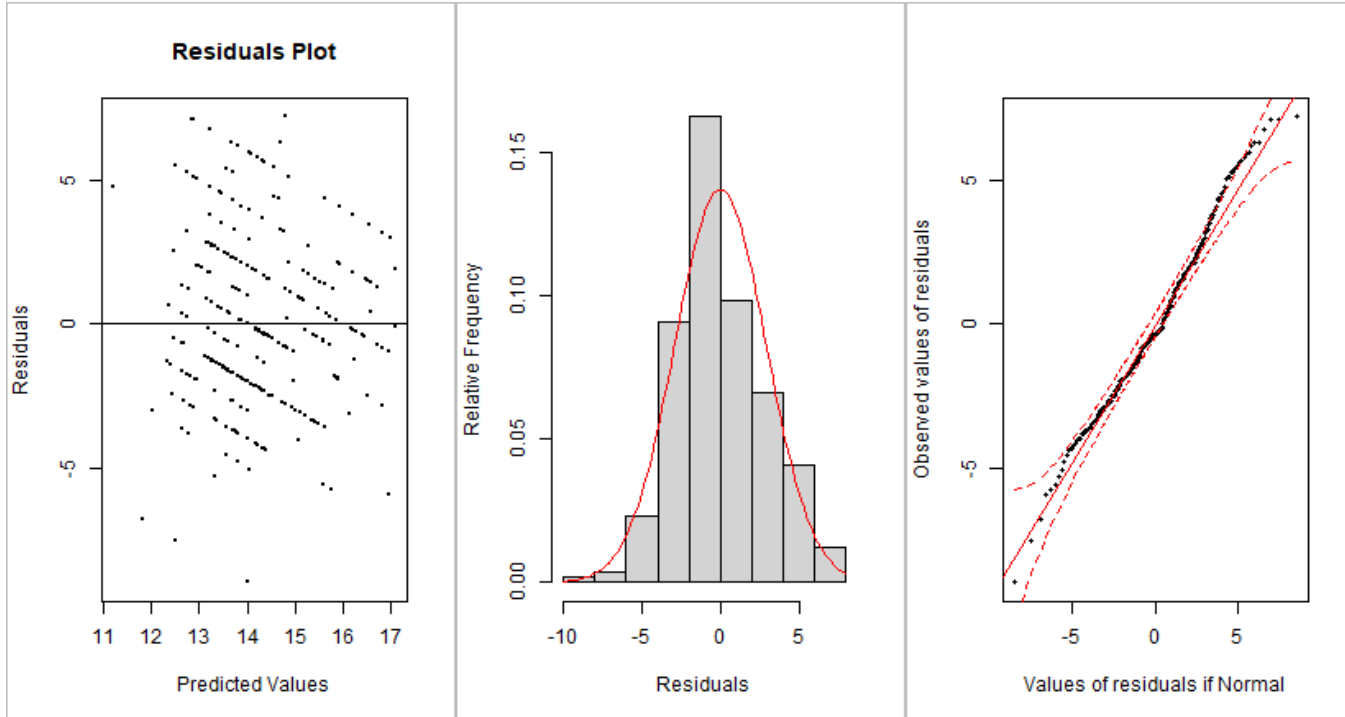 Residuals Plot
Residuals
5
0
-5
11 12 13 14 15 16 17
Predicted Values
Relative Frequency
0.15
0.10
0.05
0.00
-10 -5 0 5
Residuals
Observed values of residuals
5
0
-5
-5 0 5
Values of residuals if Normal